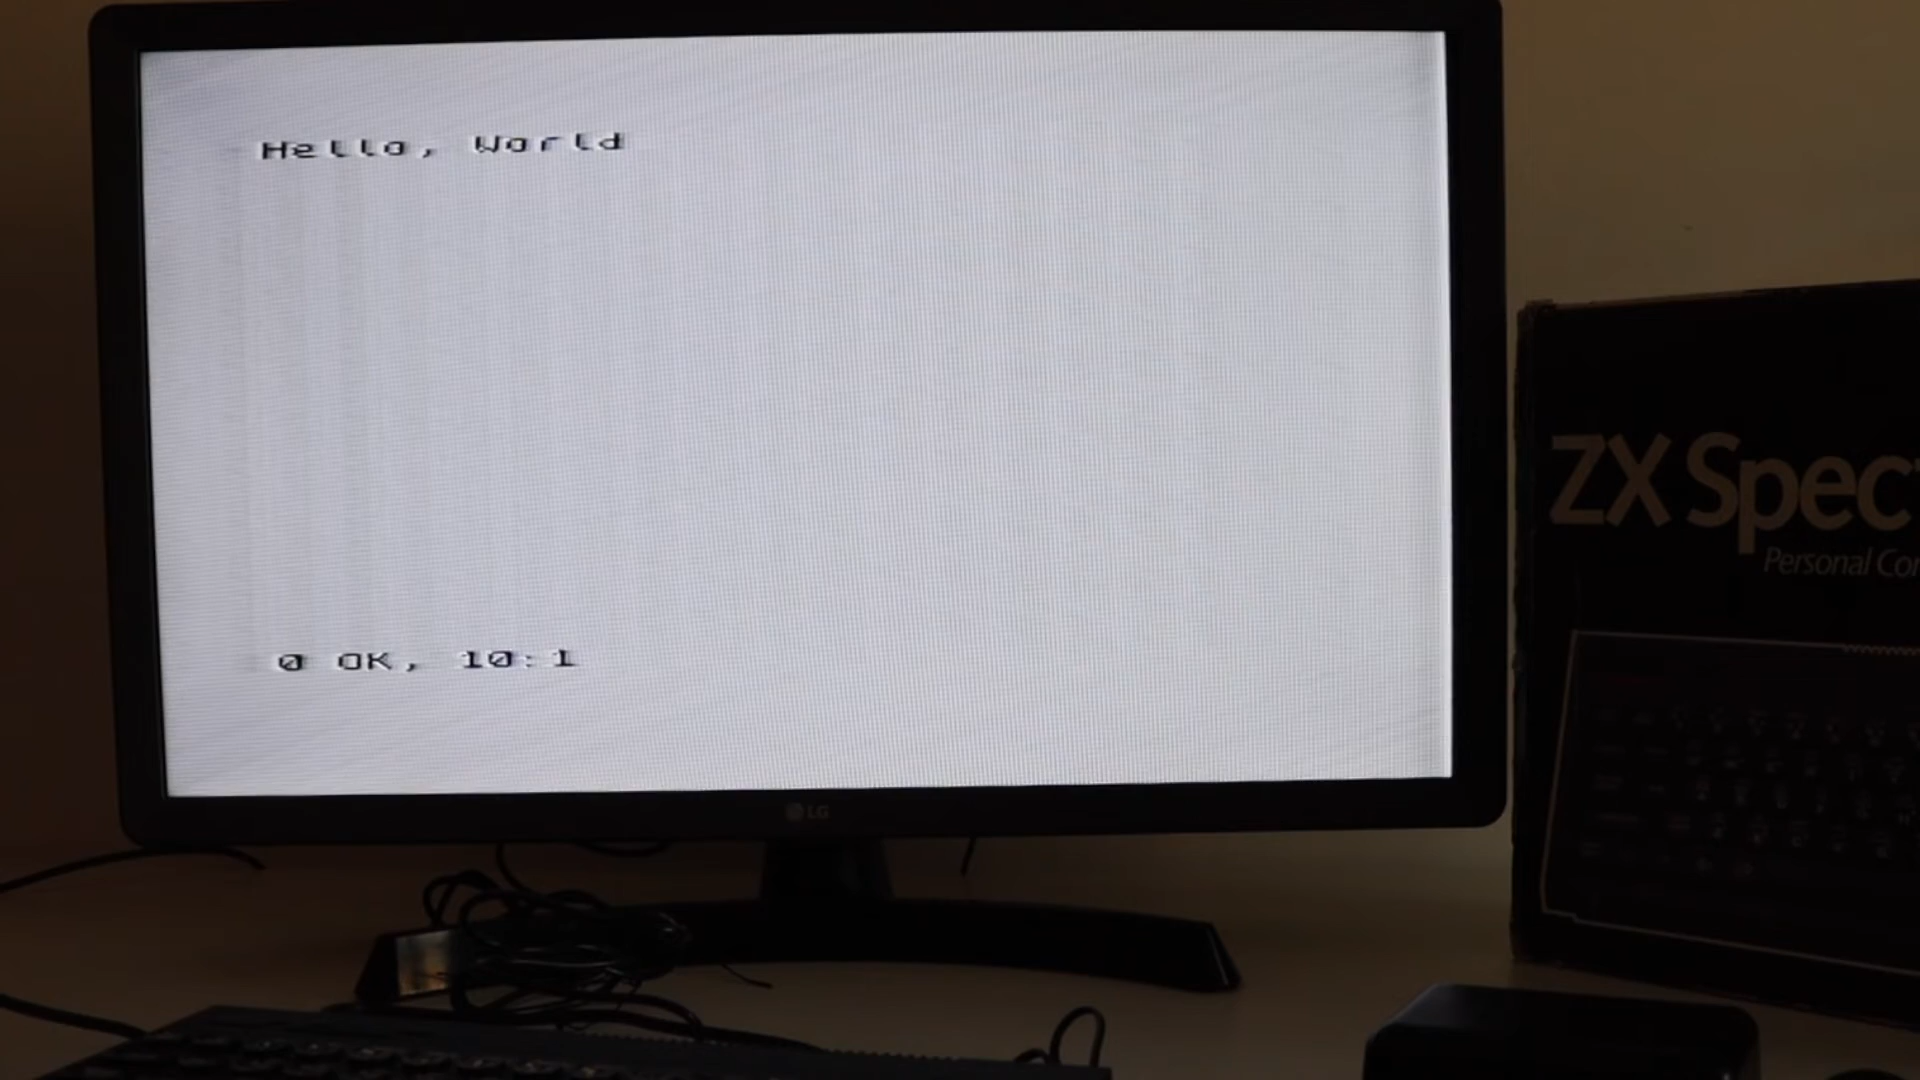 Hello, World
0 OK, 10:1
LG
ZX Spec
Personal Co